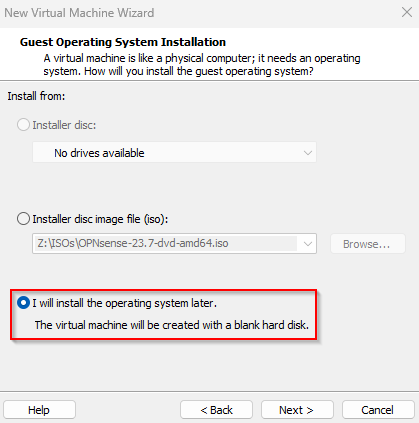 New Virtual Machine Wizard
Guest Operating System Installation
A virtual machine is like a physical computer; it needs an operating
system. How will you install the guest operating system?
Install from:
Installer disc:
No drives available
Installer disc image file (iso):
Z:\ISOs\OPNsense-23.7-dvd-amd64.iso
Browse...
I will install the operating system later.
The virtual machine will be created with a blank hard disk.
Help
< Back
Next >
Cancel